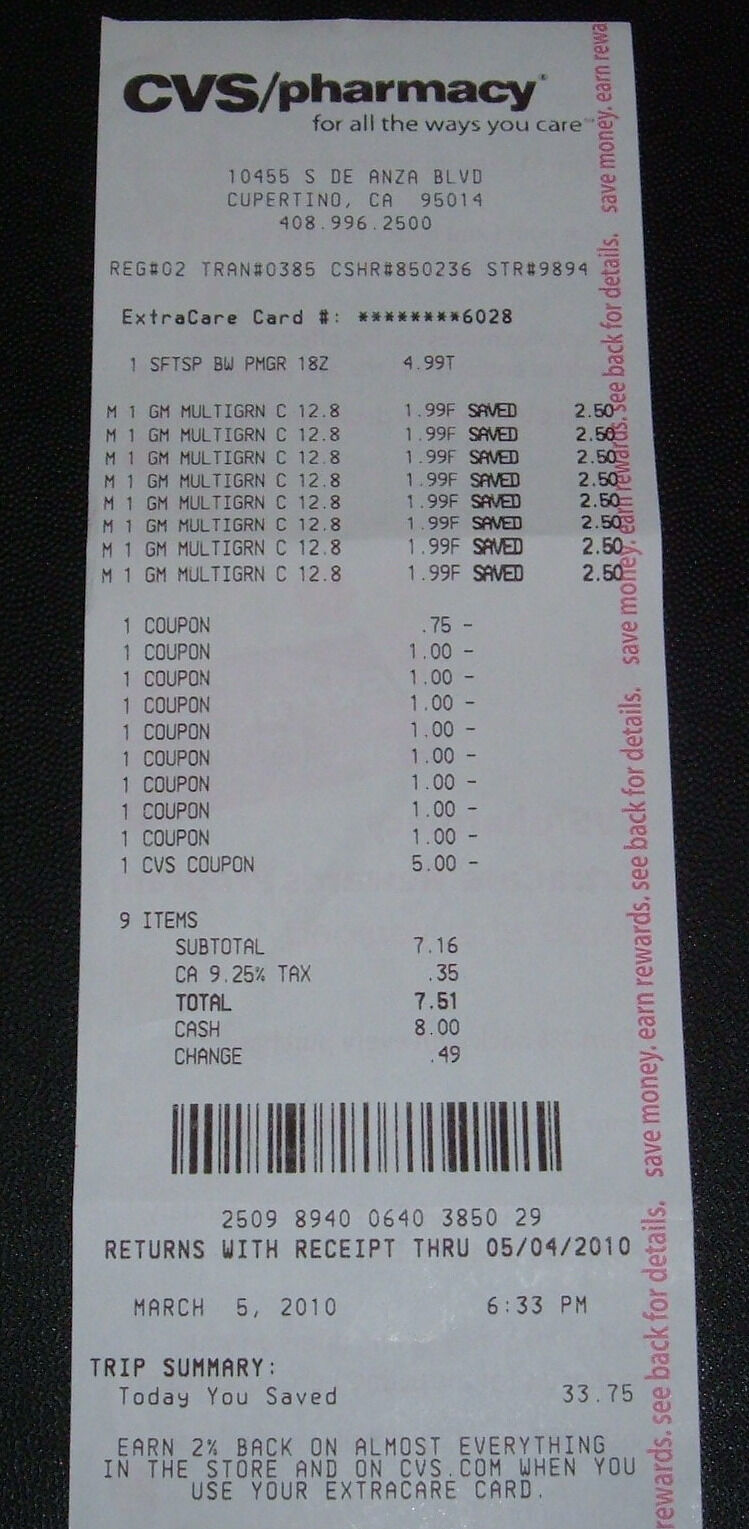 CVS/pharmacy
for all the ways you care™
10455 S DE ANZA BLVD
CUPERTINO, CA 95014
408.996.2500
REG#02 TRAN#0385 CSHR#850236 STR#9894
ExtraCare Card #: ********6028
1 SFTSP BW PMGR 18Z 4.99T
M 1 GM MULTIGRN C 12.8 1.99F SAVED 2.50
M 1 GM MULTIGRN C 12.8 1.99F SAVED 2.50
M 1 GM MULTIGRN C 12.8 1.99F SAVED 2.50
M 1 GM MULTIGRN C 12.8 1.99F SAVED 2.50
M 1 GM MULTIGRN C 12.8 1.99F SAVED 2.50
M 1 GM MULTIGRN C 12.8 1.99F SAVED 2.50
M 1 GM MULTIGRN C 12.8 1.99F SAVED 2.50
M 1 GM MULTIGRN C 12.8 1.99F SAVED 2.50
1 COUPON .75 -
1 COUPON 1.00 -
1 COUPON 1.00 -
1 COUPON 1.00 -
1 COUPON 1.00 -
1 COUPON 1.00 -
1 COUPON 1.00 -
1 COUPON 1.00 -
1 COUPON 1.00 -
1 CVS COUPON 5.00 -
9 ITEMS
SUBTOTAL 7.16
CA 9.25% TAX .35
TOTAL 7.51
CASH 8.00
CHANGE .49
2509 8940 0640 3850 29
RETURNS WITH RECEIPT THRU 05/04/2010
MARCH 5, 2010 6:33 PM
TRIP SUMMARY:
Today You Saved 33.75
EARN 2% BACK ON ALMOST EVERYTHING
IN THE STORE AND ON CVS.COM WHEN YOU
USE YOUR EXTRACARE CARD.
rewards. see back for details. save money. earn rewards. see back for details. save money. earn rewards. see back for details. save money. earn rewa